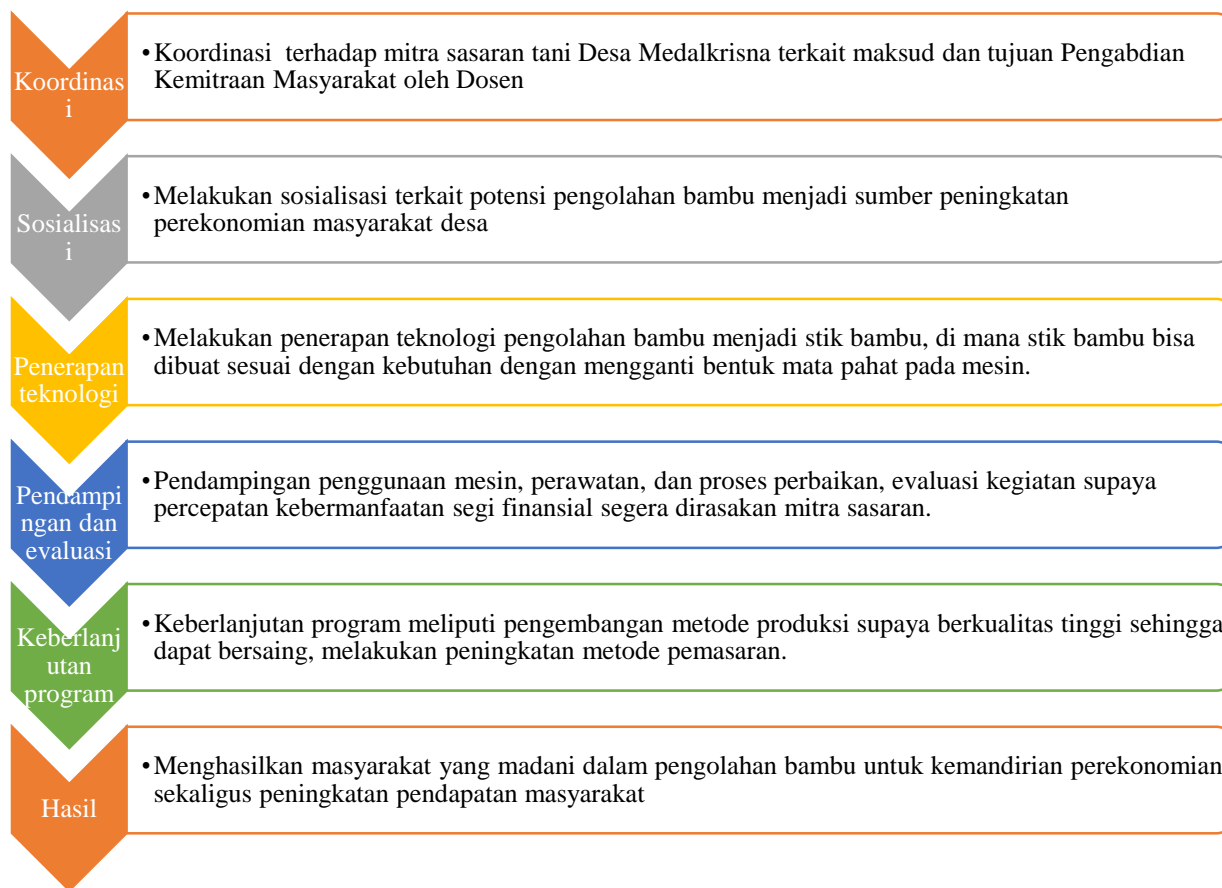 Koordinas
i
•Koordinasi terhadap mitra sasaran tani Desa Medalkrisna terkait maksud dan tujuan Pengabdian
Kemitraan Masyarakat oleh Dosen
Sosialisas
i
•Melakukan sosialisasi terkait potensi pengolahan bambu menjadi sumber peningkatan
perekonomian masyarakat desa
Penerapan
teknologi
•Melakukan penerapan teknologi pengolahan bambu menjadi stik bambu, di mana stik bambu bisa
dibuat sesuai dengan kebutuhan dengan mengganti bentuk mata pahat pada mesin.
Pendampi
ngan dan
evaluasi
•Pendampingan penggunaan mesin, perawatan, dan proses perbaikan, evaluasi kegiatan supaya
percepatan kebermanfaatan segi finansial segera dirasakan mitra sasaran.
Keberlanj
utan
program
•Keberlanjutan program meliputi pengembangan metode produksi supaya berkualitas tinggi sehingga
dapat bersaing, melakukan peningkatan metode pemasaran.
Hasil
•Menghasilkan masyarakat yang madani dalam pengolahan bambu untuk kemandirian perekonomian
sekaligus peningkatan pendapatan masyarakat